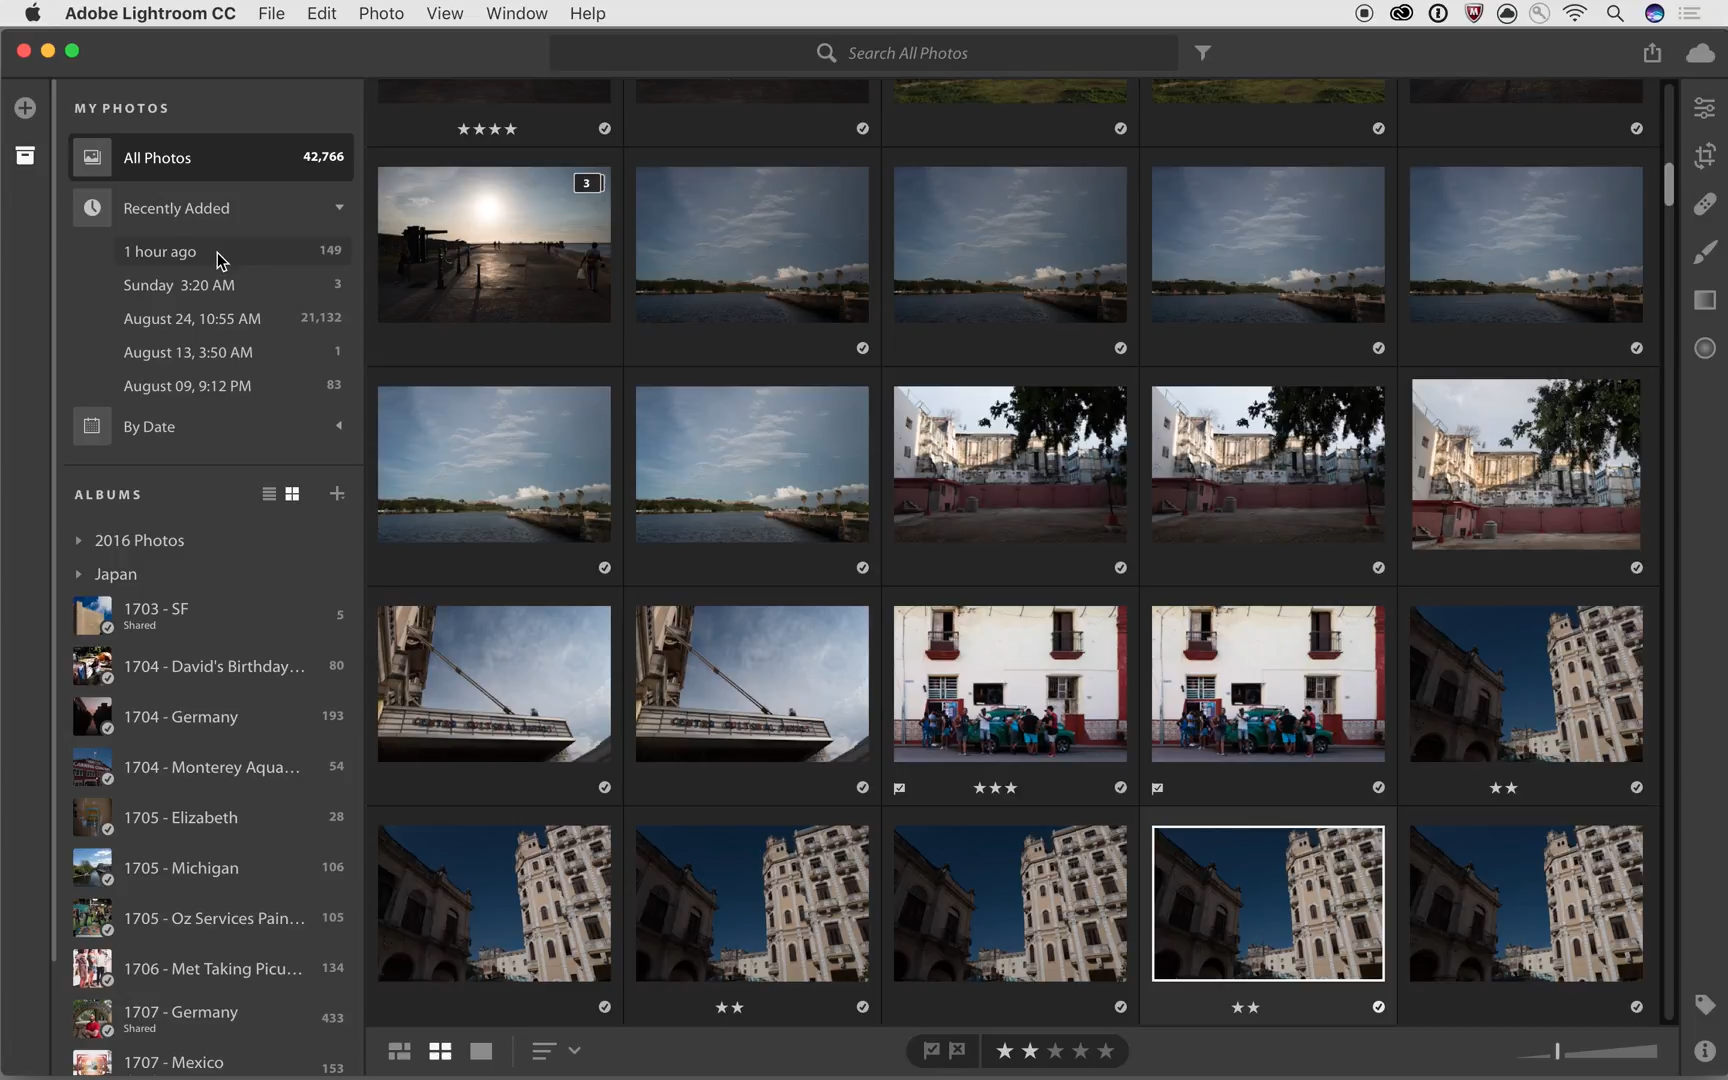 Adobe Lightroom CC File Edit Photo View Window Help
Search All Photos
MY PHOTOS
All Photos 42,766
Recently Added
1 hour ago 149
Sunday 3:20 AM 3
August 24, 10:55 AM 21,132
August 13, 3:50 AM 1
August 09, 9:12 PM 83
By Date
ALBUMS
2016 Photos
Japan
1703 - SF 5
Shared
1704 - David's Birthday... 80
1704 - Germany 193
1704 - Monterey Aqua... 54
1705 - Elizabeth 28
1705 - Michigan 106
1705 - Oz Services Pain... 105
1706 - Met Taking Picu... 134
1707 - Germany 433
Shared
1707 - Mexico 153
3